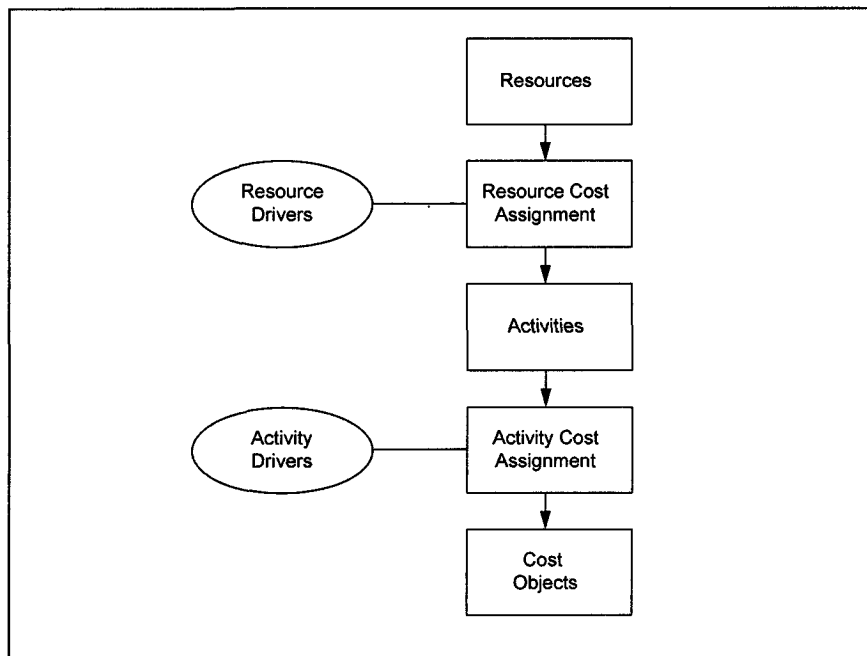 Resources
Resource
Drivers
Resource Cost
Assignment
Activities
Activity
Drivers
Activity Cost
Assignment
Cost
Objects